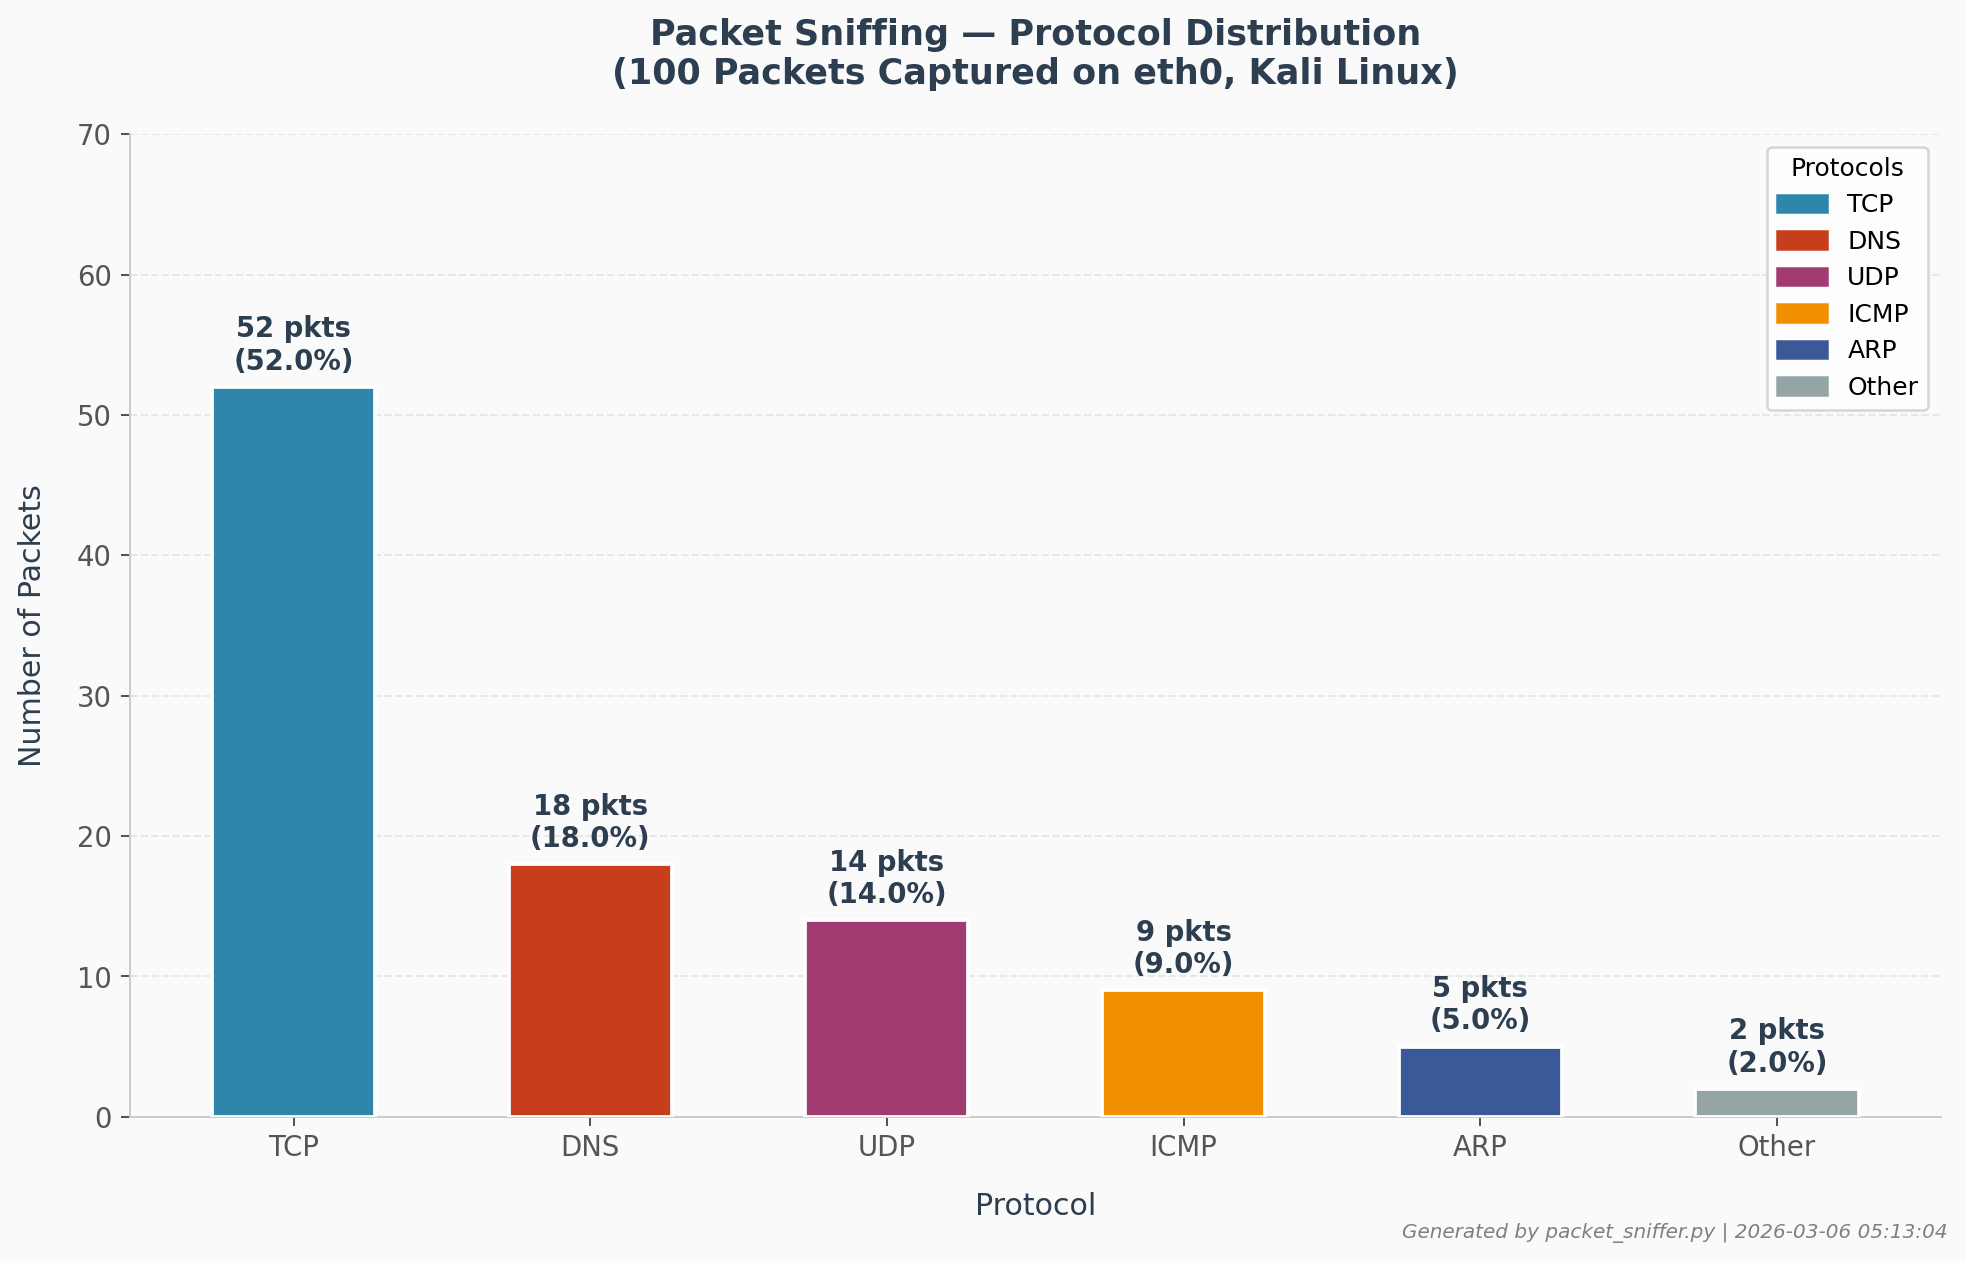 Packet Sniffing — Protocol Distribution
(100 Packets Captured on eth0, Kali Linux)
Number of Packets
70
60
50
40
30
20
10
0
52 pkts
(52.0%)
18 pkts
(18.0%)
14 pkts
(14.0%)
9 pkts
(9.0%)
5 pkts
(5.0%)
2 pkts
(2.0%)
Protocols
TCP
DNS
UDP
ICMP
ARP
Other
TCP
DNS
UDP
ICMP
ARP
Other
Protocol
Generated by packet_sniffer.py | 2026-03-06 05:13:04